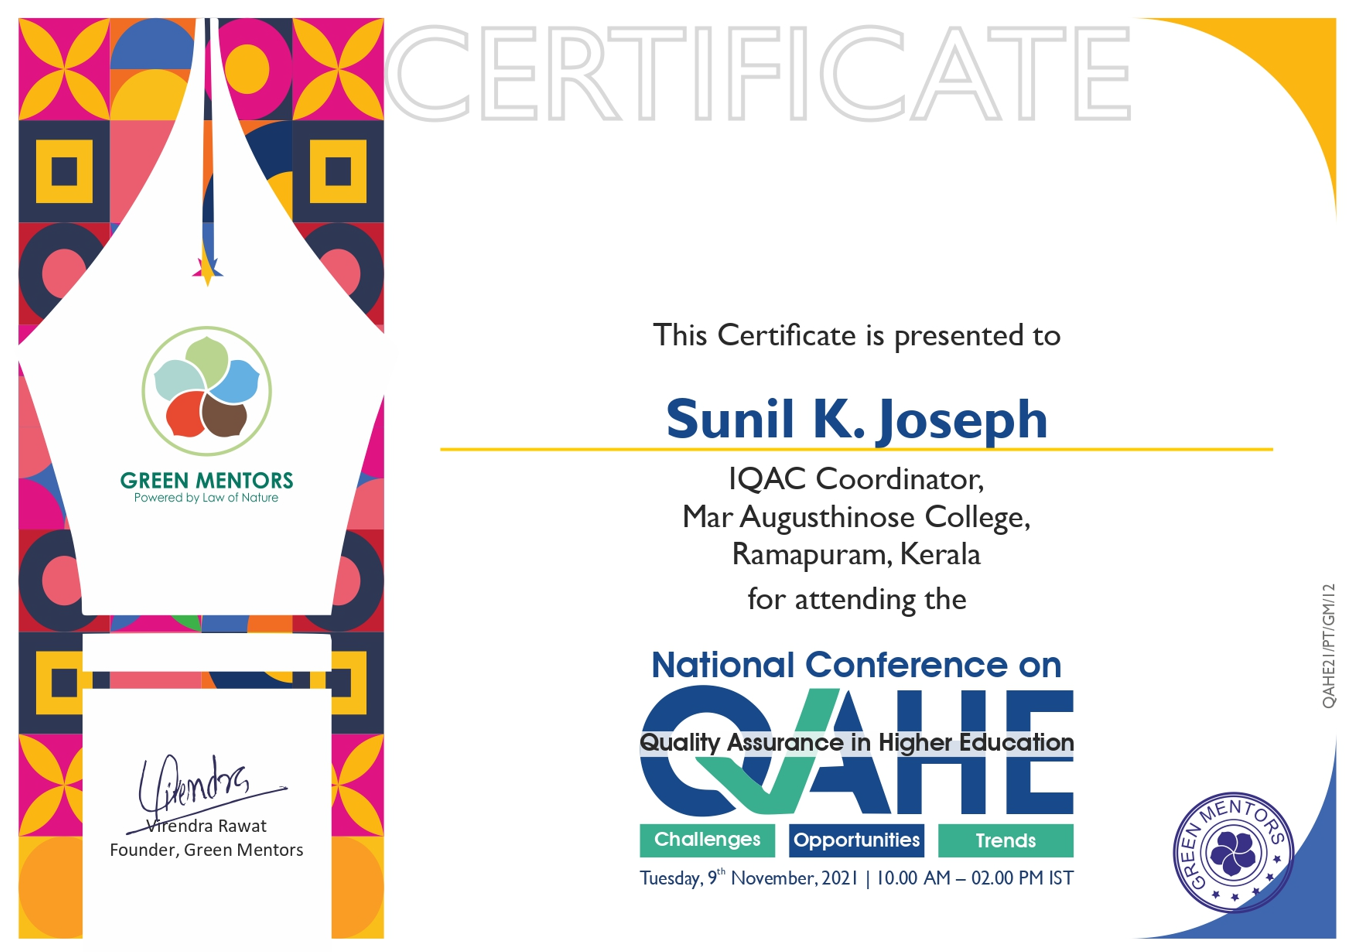 CERTIFICATE
This Certificate is presented to
Sunil K. Joseph
IQAC Coordinator,
Mar Augusthinose College,
Ramapuram, Kerala
for attending the
National Conference on
QAHE
Quality Assurance in Higher Education
Challenges
Opportunities
Trends
Tuesday, 9th November, 2021 | 10.00 AM – 02.00 PM IST
GREEN MENTORS
Powered by Law of Nature
Virendra
Virendra Rawat
Founder, Green Mentors
QAHE21/PT/GM/12
GREEN MENTORS